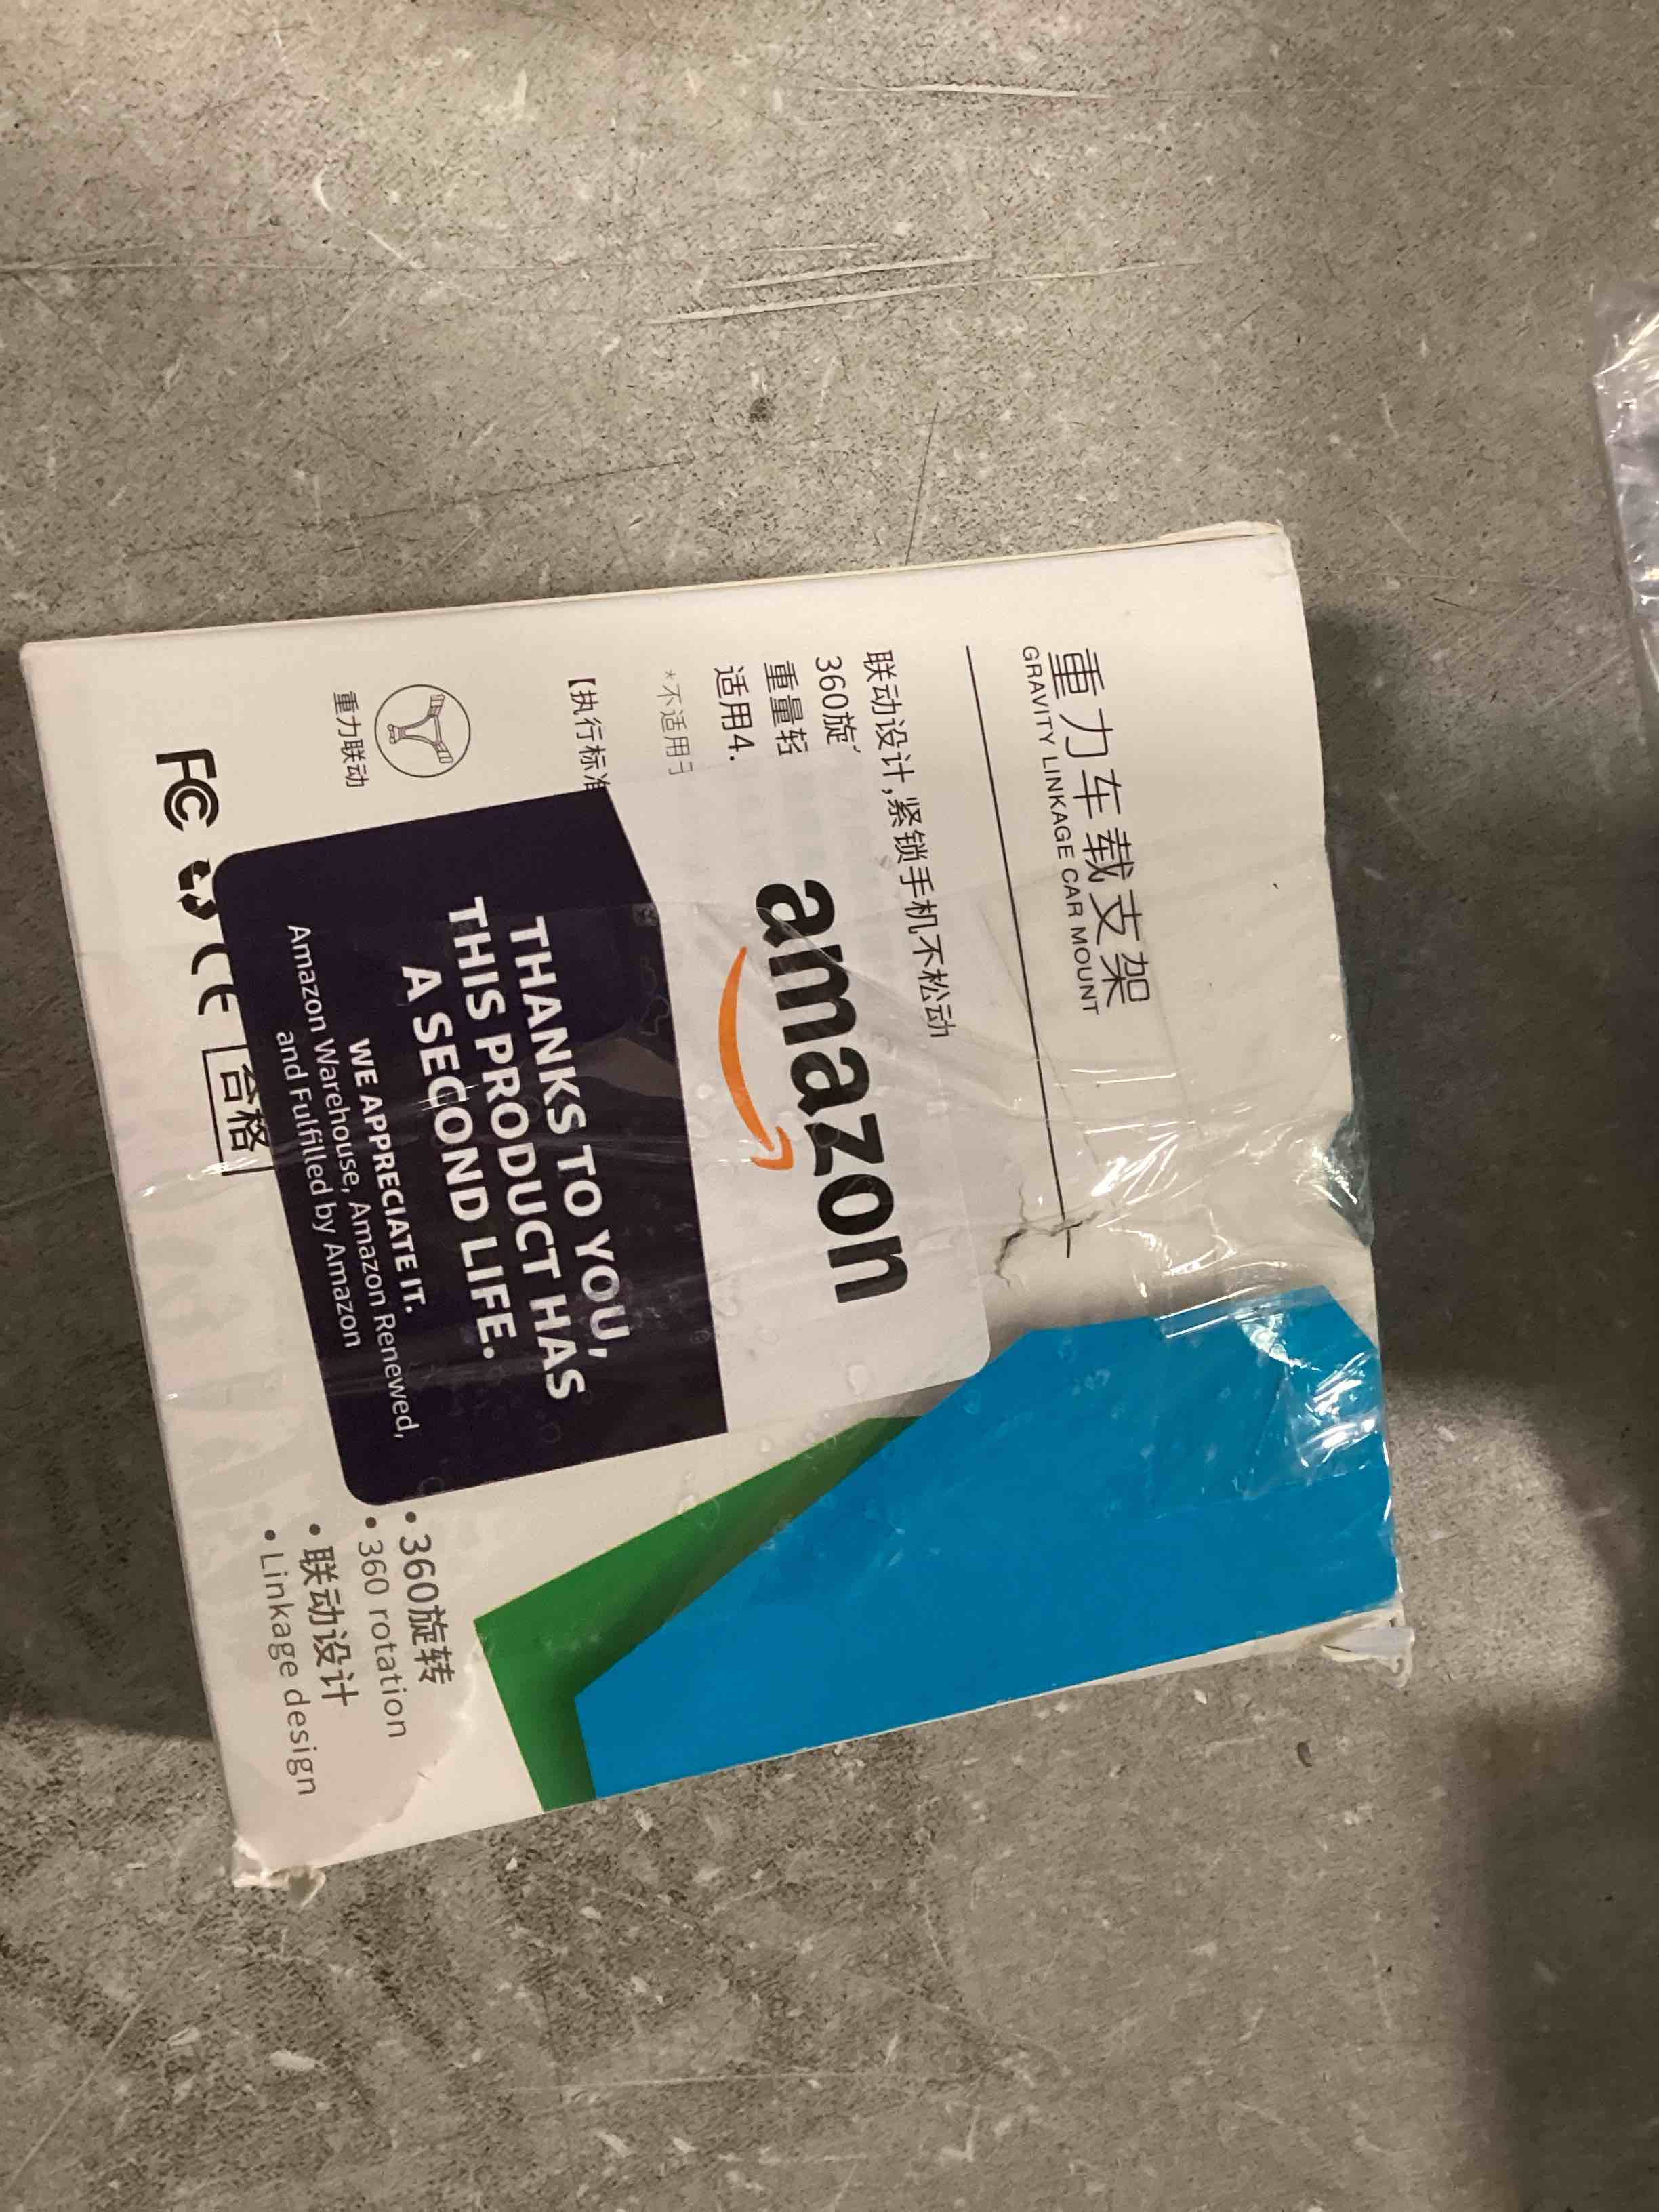 重力车载支架
GRAVITY LINKAGE CAR MOUNT
联动设计,紧锁手机不松动
360旋
重量轻
适用4.
*不适用
【执行标准
重力联动
FC CE 合格
amazon
THANKS TO YOU,
THIS PRODUCT HAS
A SECOND LIFE.
WE APPRECIATE IT.
Amazon Warehouse, Amazon Renewed,
and Fulfilled by Amazon
• 360旋转
• 360 rotation
• 联动设计
• Linkage design